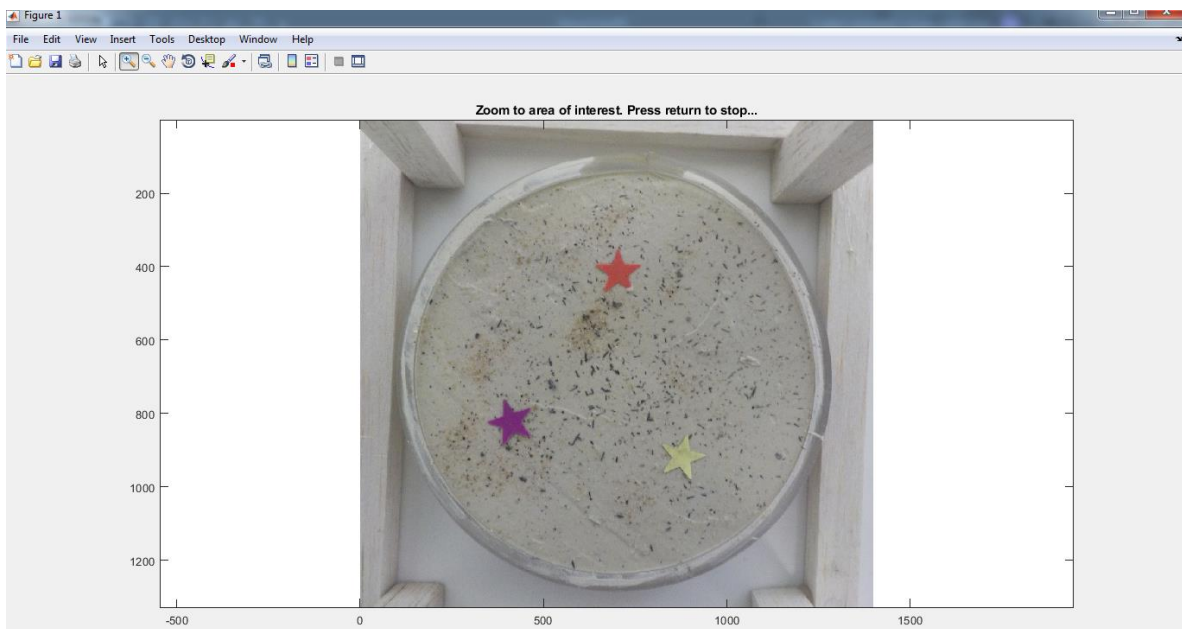 Figure 1
File Edit View Insert Tools Desktop Window Help
Zoom to area of interest. Press return to stop...
200
400
600
800
1000
1200
-500 0 500 1000 1500